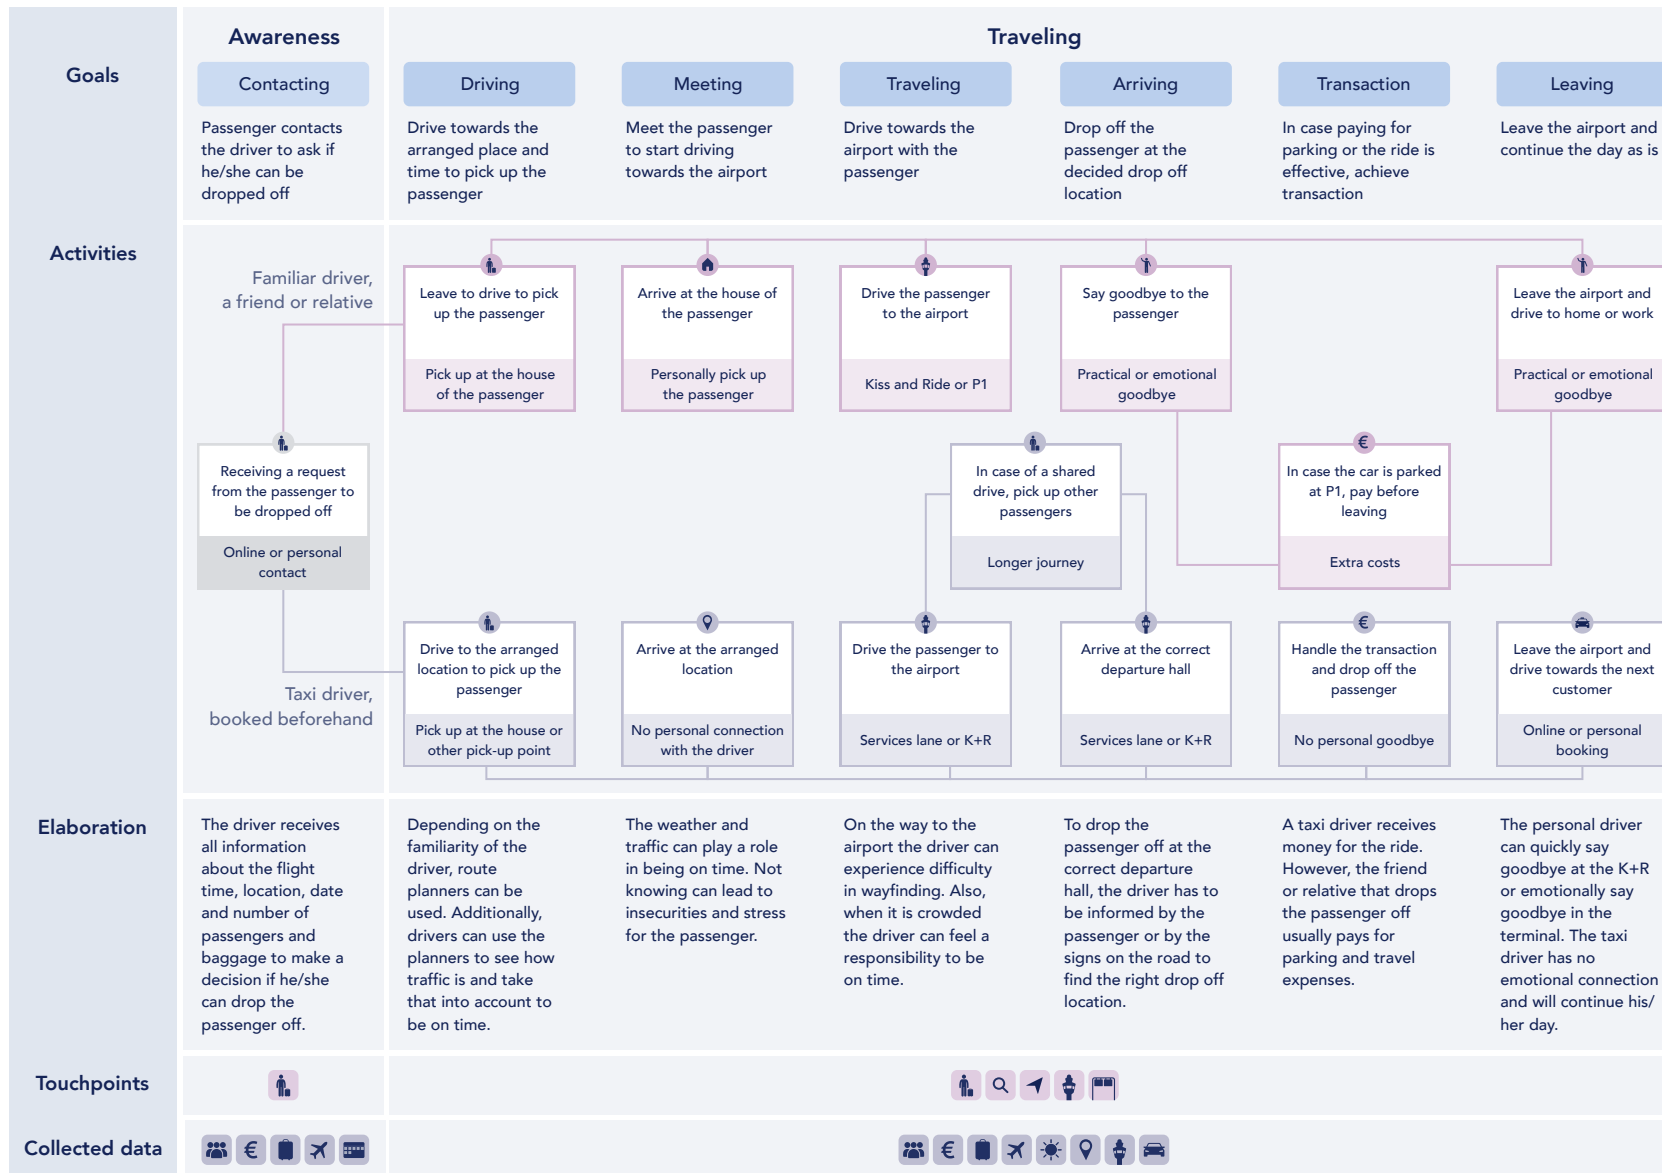 Awareness
Traveling
Goals
Contacting
Driving
Meeting
Traveling
Arriving
Transaction
Leaving
Passenger contacts
the driver to ask if
he/she can be
dropped off
Drive towards the
arranged place and
time to pick up the
passenger
Meet the passenger
to start driving
towards the airport
Drive towards the
airport with the
passenger
Drop off the
passenger at the
decided drop off
location
In case paying for
parking or the ride is
effective, achieve
transaction
Leave the airport and
continue the day as is
Activities
Familiar driver,
a friend or relative
Leave to drive to pick
up the passenger
Pick up at the house
of the passenger
Arrive at the house of
the passenger
Personally pick up
the passenger
Drive the passenger
to the airport
Kiss and Ride or P1
Say goodbye to the
passenger
Practical or emotional
goodbye
Leave the airport and
drive to home or work
Practical or emotional
goodbye
Receiving a request
from the passenger to
be dropped off
Online or personal
contact
In case of a shared
drive, pick up other
passengers
Longer journey
€
In case the car is parked
at P1, pay before
leaving
Extra costs
Taxi driver,
booked beforehand
Drive to the arranged
location to pick up the
passenger
Pick up at the house or
other pick-up point
Arrive at the arranged
location
No personal connection
with the driver
Drive the passenger to
the airport
Services lane or K+R
Arrive at the correct
departure hall
Services lane or K+R
€
Handle the transaction
and drop off the
passenger
No personal goodbye
Leave the airport and
drive towards the next
customer
Online or personal
booking
Elaboration
The driver receives
all information
about the flight
time, location, date
and number of
passengers and
baggage to make a
decision if he/she
can drop the
passenger off.
Depending on the
familiarity of the
driver, route
planners can be
used. Additionally,
drivers can use the
planners to see how
traffic is and take
that into account to
be on time.
The weather and
traffic can play a role
in being on time. Not
knowing can lead to
insecurities and stress
for the passenger.
On the way to the
airport the driver can
experience difficulty
in wayfinding. Also,
when it is crowded
the driver can feel a
responsibility to be
on time.
To drop the
passenger off at the
correct departure
hall, the driver has to
be informed by the
passenger or by the
signs on the road to
find the right drop off
location.
A taxi driver receives
money for the ride.
However, the friend
or relative that drops
the passenger off
usually pays for
parking and travel
expenses.
The personal driver
can quickly say
goodbye at the K+R
or emotionally say
goodbye in the
terminal. The taxi
driver has no
emotional connection
and will continue his/
her day.
Touchpoints
Collected data
€
€